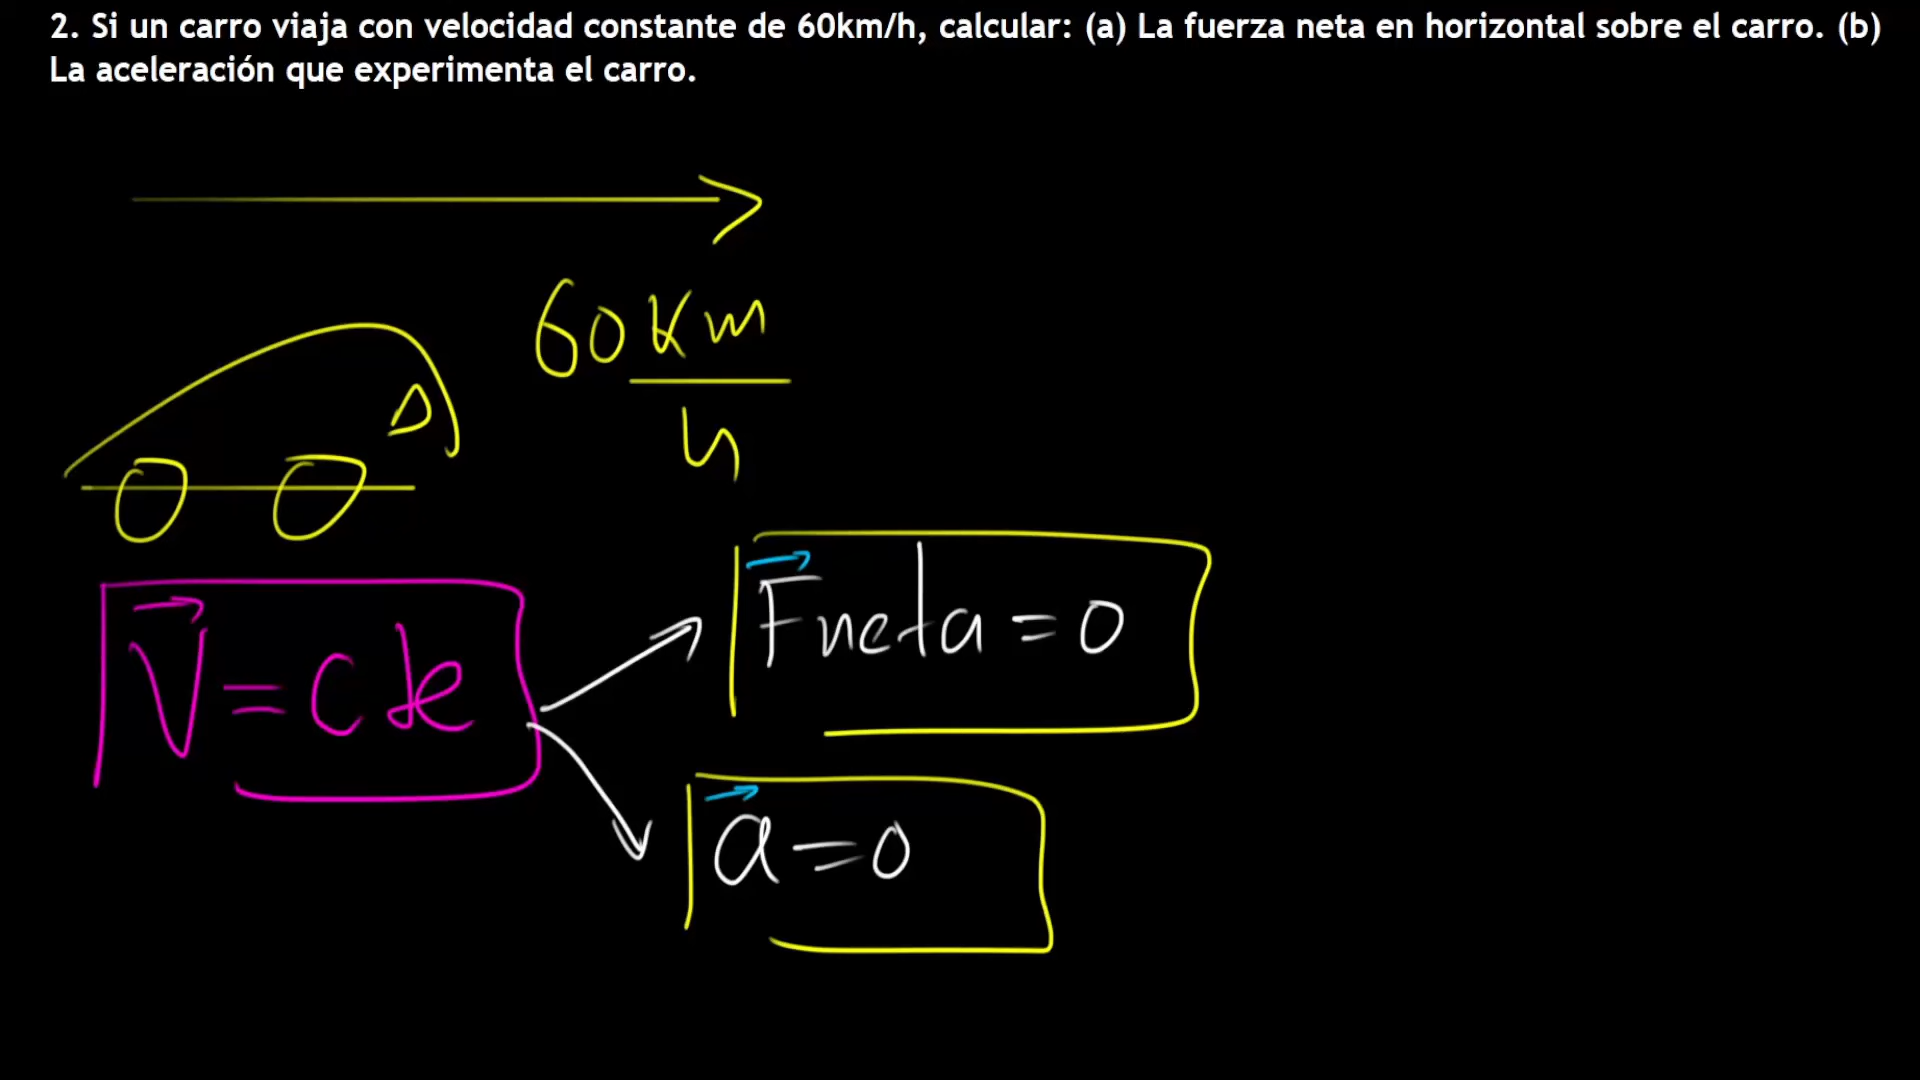 2. Si un carro viaja con velocidad constante de 60km/h, calcular: (a) La fuerza neta en horizontal sobre el carro. (b)
La aceleración que experimenta el carro.
60 Km
h
F neta = 0
V = cte
a = 0